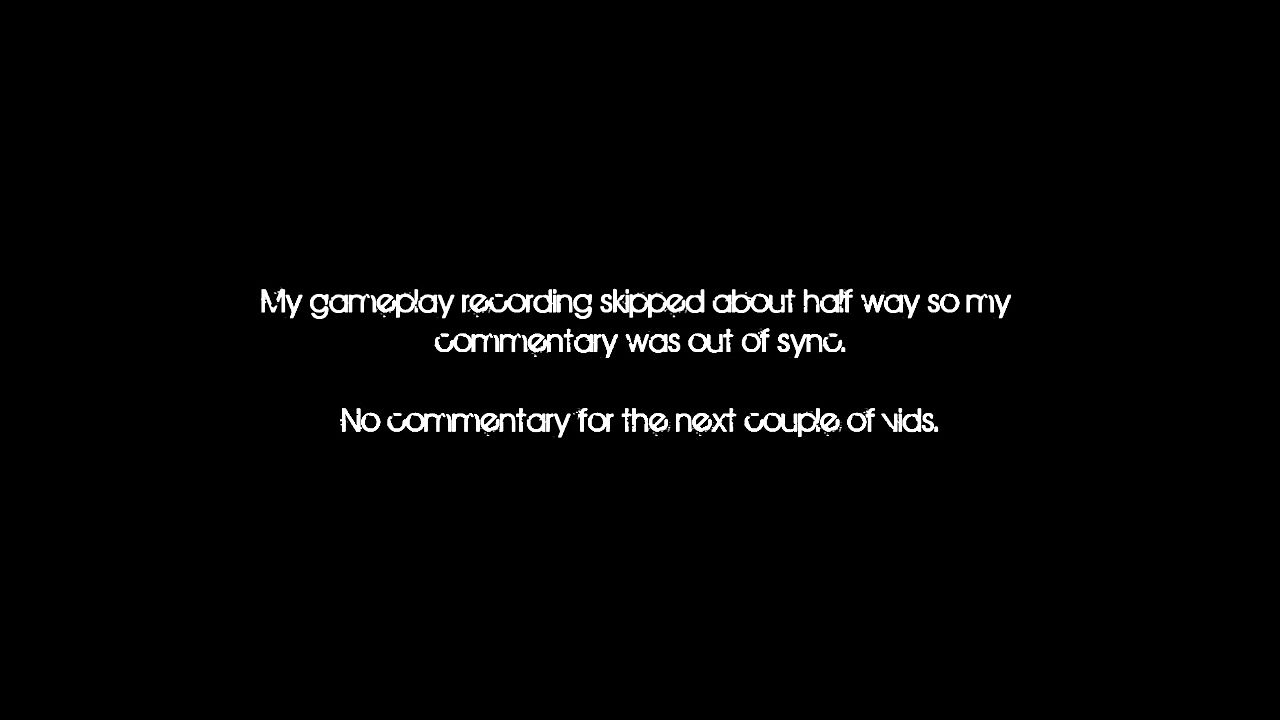 My gameplay recording skipped about half way so my
commentary was out of sync.
No commentary for the next couple of vids.